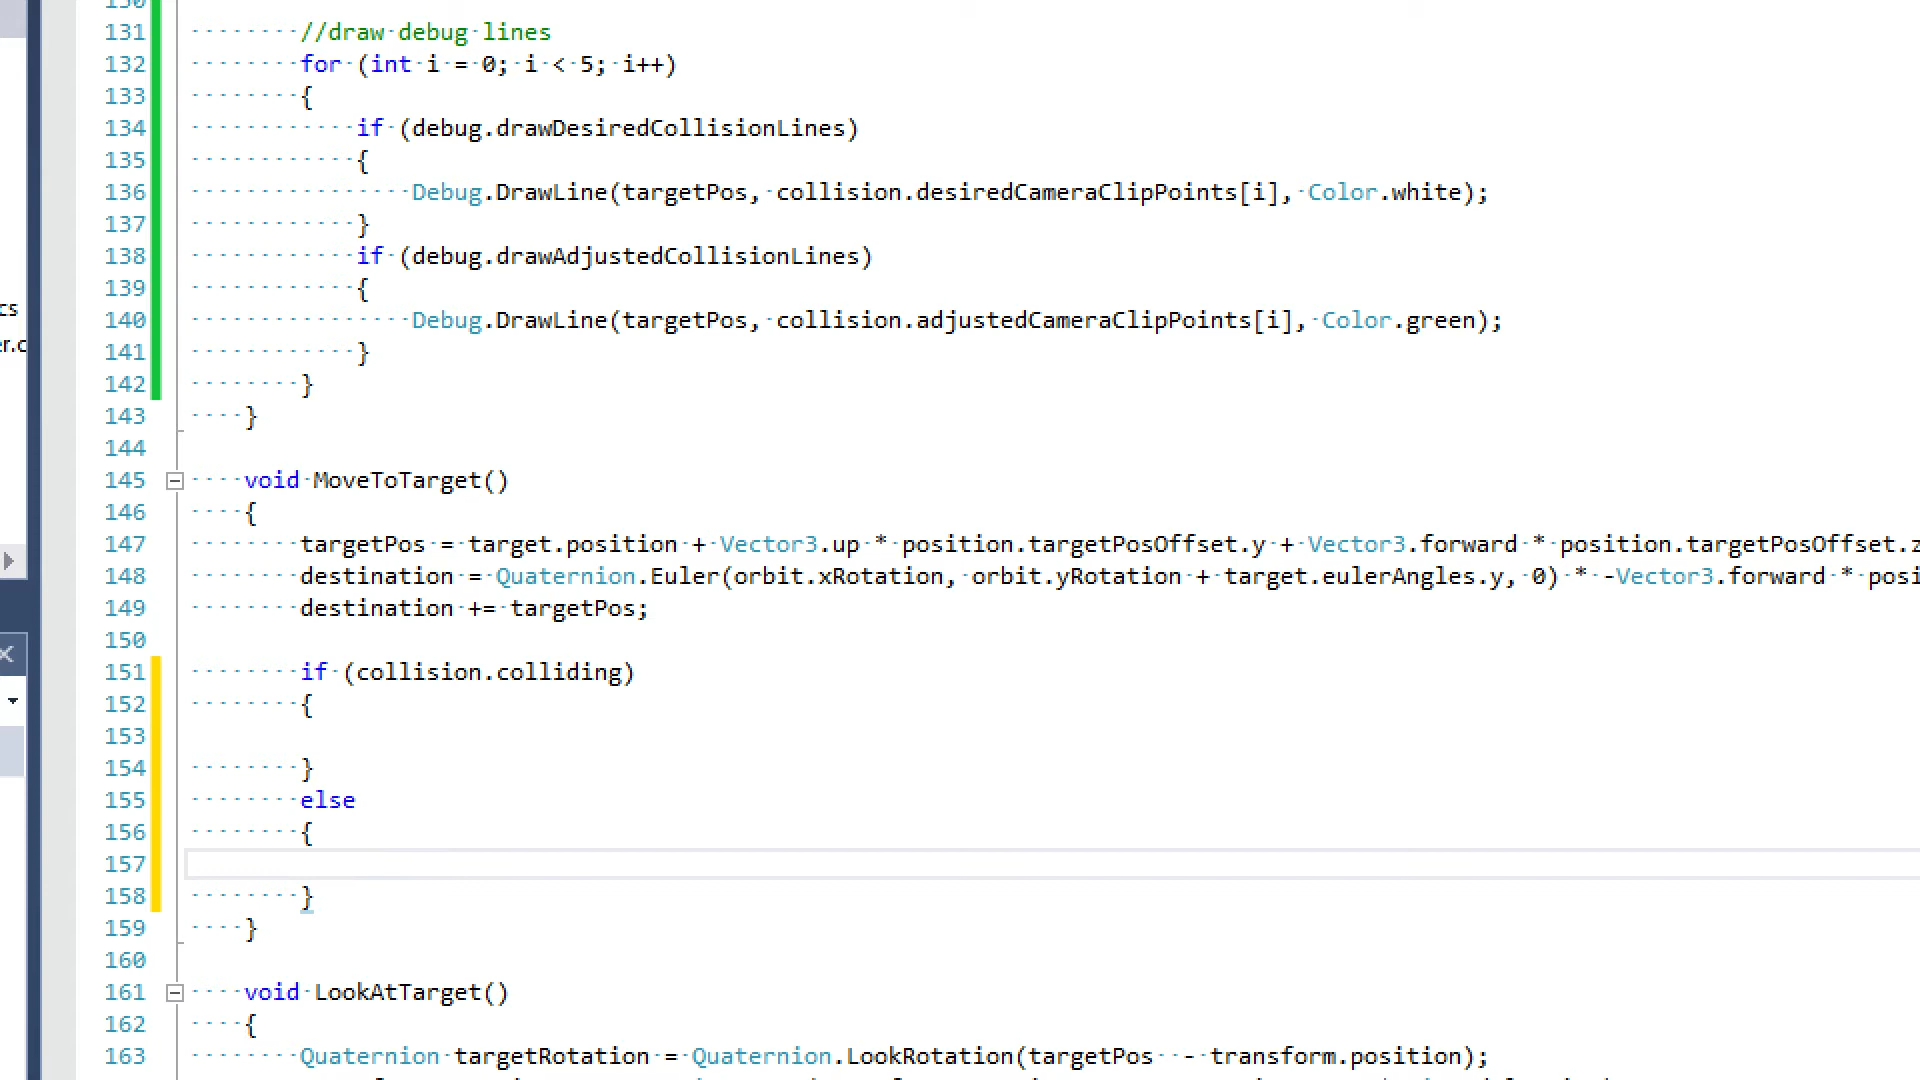 131 //draw debug lines
132 for (int i = 0; i < 5; i++)
133 {
134 if (debug.drawDesiredCollisionLines)
135 {
136 Debug.DrawLine(targetPos, collision.desiredCameraClipPoints[i], Color.white);
137 }
138 if (debug.drawAdjustedCollisionLines)
139 {
140 Debug.DrawLine(targetPos, collision.adjustedCameraClipPoints[i], Color.green);
141 }
142 }
143 }
144
145 void MoveToTarget()
146 {
147 targetPos = target.position + Vector3.up * position.targetPosOffset.y + Vector3.forward * position.targetPosOffset.z
148 destination = Quaternion.Euler(orbit.xRotation, orbit.yRotation + target.eulerAngles.y, 0) * -Vector3.forward * posi
149 destination += targetPos;
150
151 if (collision.colliding)
152 {
153
154 }
155 else
156 {
157
158 }
159 }
160
161 void LookAtTarget()
162 {
163 Quaternion targetRotation = Quaternion.LookRotation(targetPos - transform.position);
cs
er.c